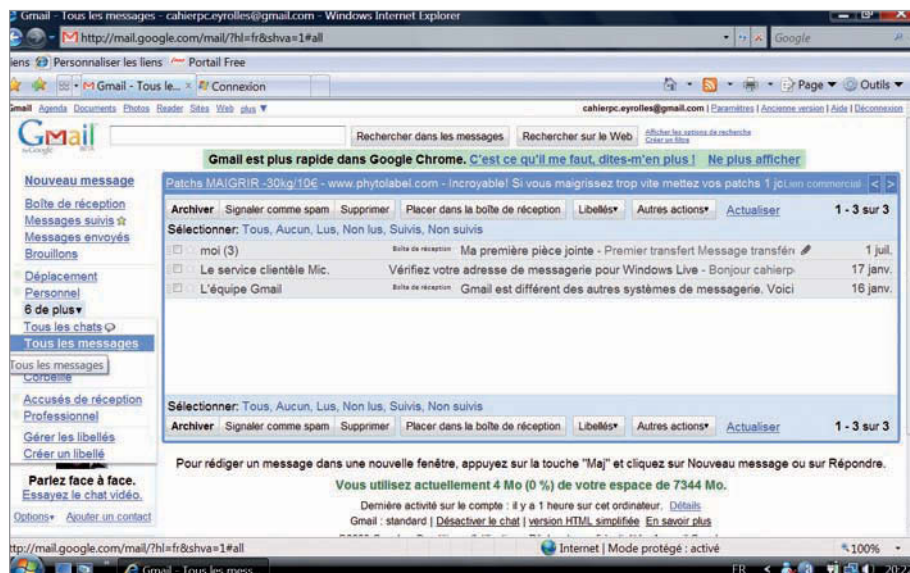 Gmail - Tous les messages - cahierpc.eyrolles@gmail.com - Windows Internet Explorer
http://mail.google.com/mail/?hl=fr&shva=1#all
Google
iens Personnaliser les liens Portail Free
Gmail - Tous le... × Connexion
Page ▼ Outils ▼
Gmail Agenda Documents Photos Reader Sites Web plus ▼
cahierpc.eyrolles@gmail.com | Paramètres | Ancienne version | Aide | Déconnexion
Gmail
by Google BETA
Rechercher dans les messages Rechercher sur le Web
Afficher les options de recherche
Créer un filtre
Gmail est plus rapide dans Google Chrome. C'est ce qu'il me faut, dites-m'en plus ! Ne plus afficher
Nouveau message
Boîte de réception
Messages suivis
Messages envoyés
Brouillons
Déplacement
Personnel
6 de plus▾
Tous les chats
Tous les messages
Tous les messages
Corbeille
Accusés de réception
Professionnel
Gérer les libellés
Créer un libellé
Parlez face à face.
Essayez le chat vidéo.
Options▾ Ajouter un contact
Patchs MAIGRIR -30kg/10€ - www.phytolabel.com - Incroyable! Si vous maigrissez trop vite mettez vos patchs 1 jo Lien commercial < >
Archiver Signaler comme spam Supprimer Placer dans la boîte de réception Libellés▾ Autres actions▾ Actualiser 1 - 3 sur 3
Sélectionner: Tous, Aucun, Lus, Non lus, Suivis, Non suivis
moi (3) Boîte de réception Ma première pièce jointe - Premier transfert Message transféré 1 juil.
Le service clientèle Mic. Vérifiez votre adresse de messagerie pour Windows Live - Bonjour cahierp 17 janv.
L'équipe Gmail Boîte de réception Gmail est différent des autres systèmes de messagerie. Voici 16 janv.
Sélectionner: Tous, Aucun, Lus, Non lus, Suivis, Non suivis
Archiver Signaler comme spam Supprimer Placer dans la boîte de réception Libellés▾ Autres actions▾ Actualiser 1 - 3 sur 3
Pour rédiger un message dans une nouvelle fenêtre, appuyez sur la touche "Maj" et cliquez sur Nouveau message ou sur Répondre.
Vous utilisez actuellement 4 Mo (0 %) de votre espace de 7344 Mo.
Dernière activité sur le compte : il y a 1 heure sur cet ordinateur. Détails
Gmail : standard | Désactiver le chat | version HTML simplifiée En savoir plus
ttp://mail.google.com/mail/?hl=fr&shva=1#all
Internet | Mode protégé : activé
100%
Gmail - Tous les mess...
FR
20:27